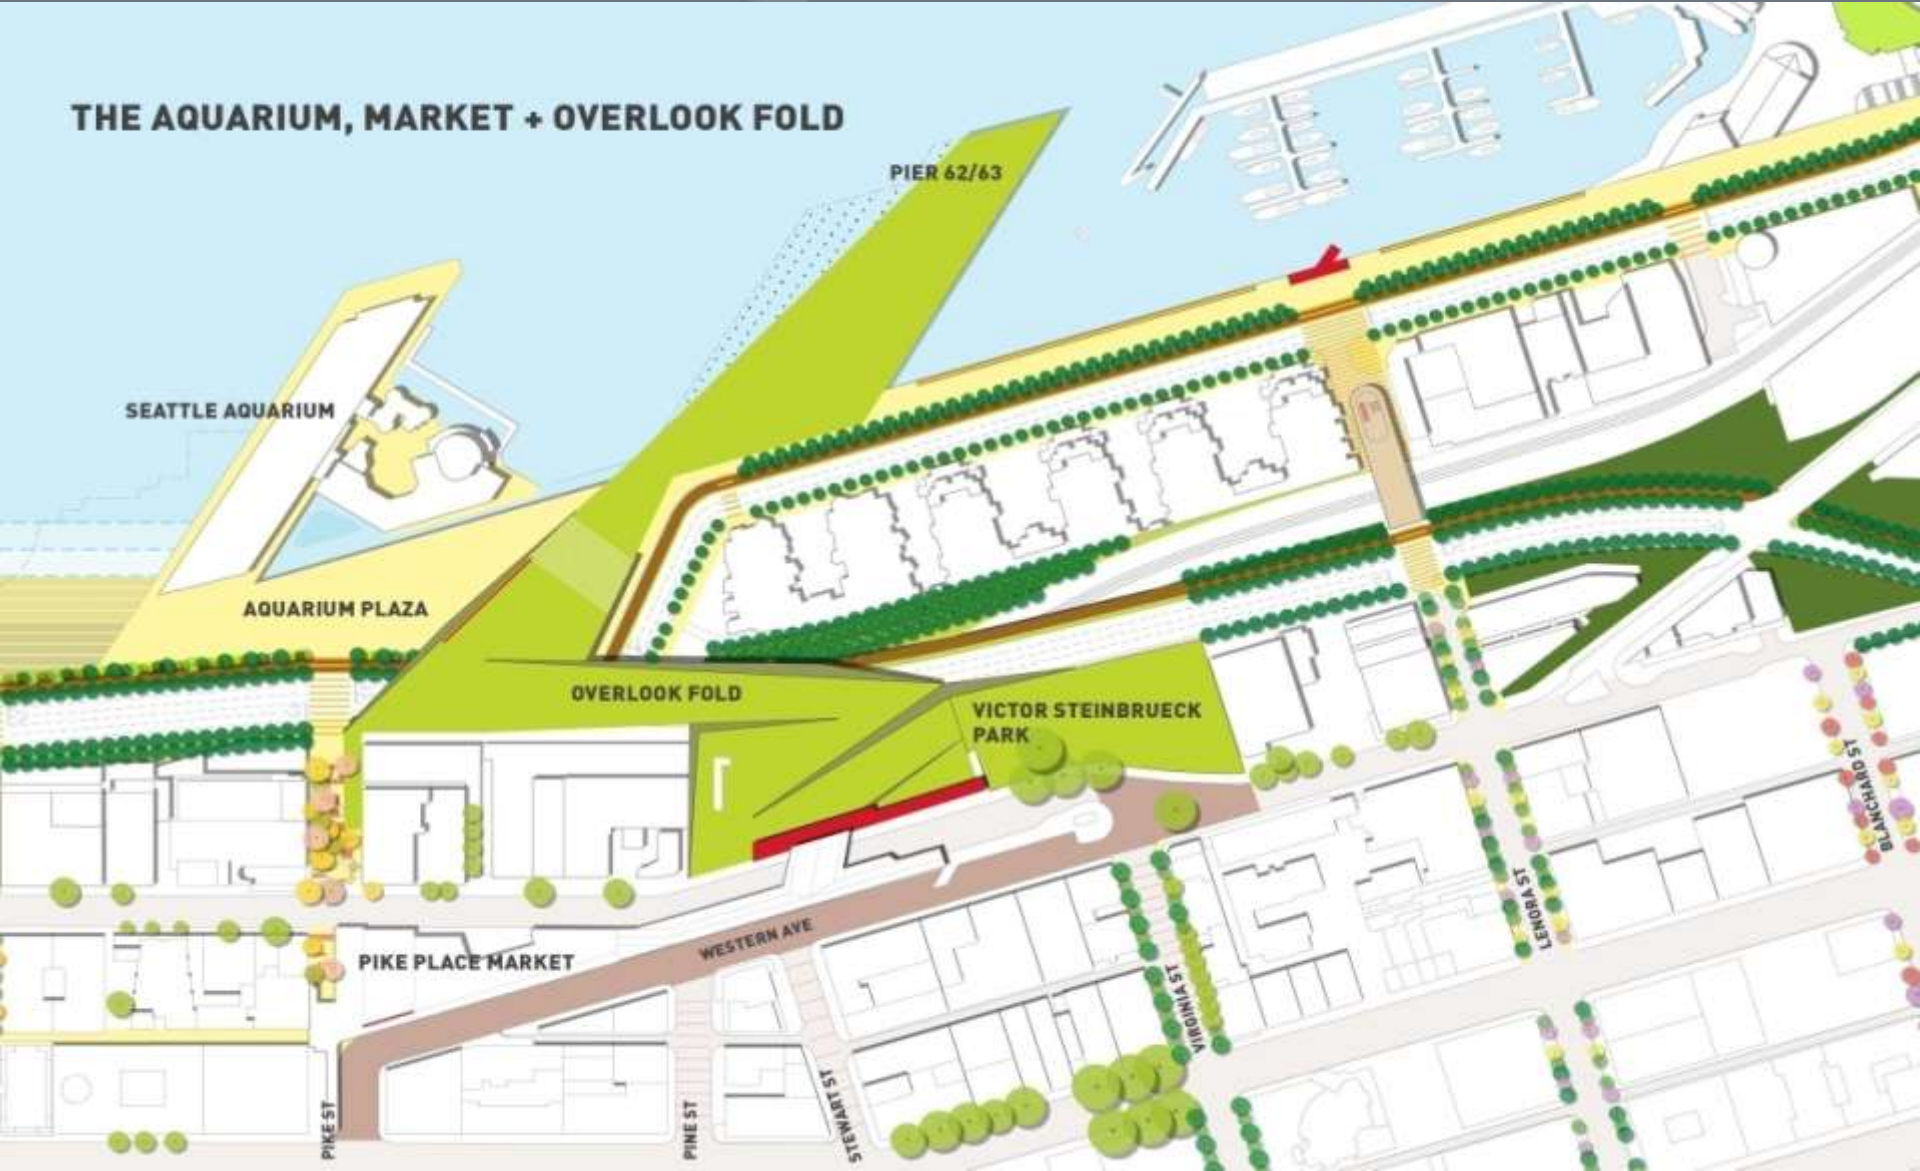 THE AQUARIUM, MARKET + OVERLOOK FOLD
PIER 62/63
SEATTLE AQUARIUM
AQUARIUM PLAZA
OVERLOOK FOLD
VICTOR STEINBRUECK
PARK
PIKE PLACE MARKET
WESTERN AVE
PIKE ST
PINE ST
STEWART ST
VIRGINIA ST
LENORA ST
BLANCHARD ST